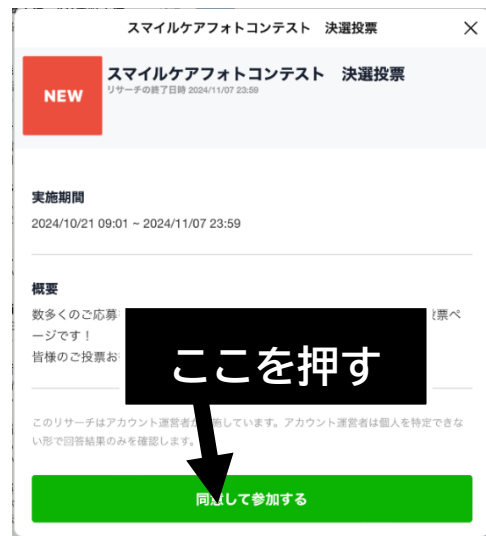 スマイルケアフォトコンテスト 決選投票
NEW
スマイルケアフォトコンテスト 決選投票
リサーチの終了日時 2024/11/07 23:59
実施期間
2024/10/21 09:01 ~ 2024/11/07 23:59
概要
数多くのご応募
票ペ
ージです！
皆様のご投票お
ここを押す
このリサーチはアカウント運営者が
施しています。アカウント運営者は個人を特定できな
い形で回答結果のみを確認します。
同意して参加する